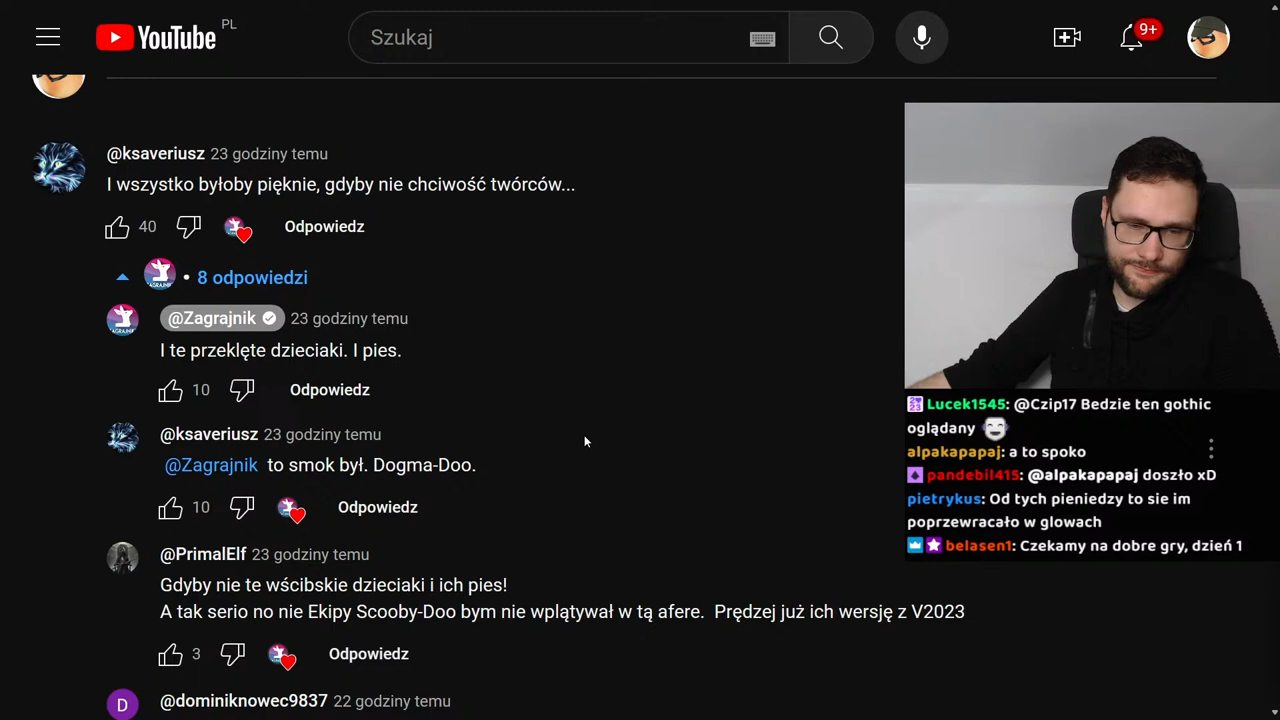 YouTube PL
Szukaj
9+
@ksaveriusz 23 godziny temu
I wszystko byłoby pięknie, gdyby nie chciwość twórców...
40 Odpowiedz
• 8 odpowiedzi
@Zagrajnik 23 godziny temu
I te przeklęte dzieciaki. I pies.
10 Odpowiedz
@ksaveriusz 23 godziny temu
@Zagrajnik to smok był. Dogma-Doo.
10 Odpowiedz
@PrimalElf 23 godziny temu
Gdyby nie te wścibskie dzieciaki i ich pies!
A tak serio no nie Ekipy Scooby-Doo bym nie wplątywał w tą afere. Prędzej już ich wersję z V2023
3 Odpowiedz
D @dominiknowec9837 22 godziny temu
Lucek1545: @Czip17 Bedzie ten gothic
oglądany
alpakapapaj: a to spoko
pandebil415: @alpakapapaj doszło xD
pietrykus: Od tych pieniedzy to sie im
poprzewracało w glowach
belasen1: Czekamy na dobre gry, dzień 1